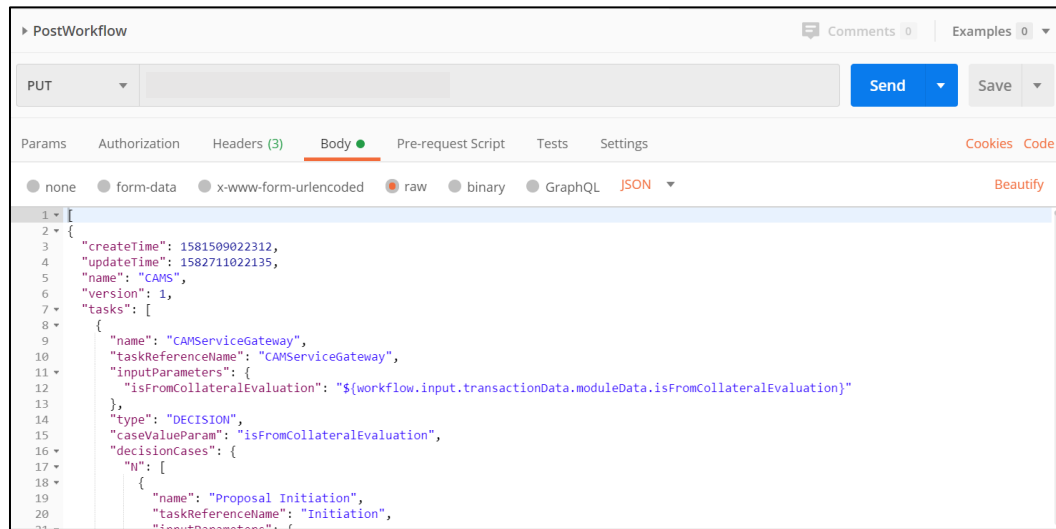 PostWorkflow Comments 0 Examples 0
PUT Send Save
Params Authorization Headers (3) Body Pre-request Script Tests Settings Cookies Code
none form-data x-www-form-urlencoded raw binary GraphQL JSON Beautify
1 [
2 {
3 "createTime": 1581509022312,
4 "updateTime": 1582711022135,
5 "name": "CAMS",
6 "version": 1,
7 "tasks": [
8 {
9 "name": "CAMServiceGateway",
10 "taskReferenceName": "CAMServiceGateway",
11 "inputParameters": {
12 "isFromCollateralEvaluation": "${workflow.input.transactionData.moduleData.isFromCollateralEvaluation}"
13 },
14 "type": "DECISION",
15 "caseValueParam": "isFromCollateralEvaluation",
16 "decisionCases": {
17 "N": [
18 {
19 "name": "Proposal Initiation",
20 "taskReferenceName": "Initiation",
21 "inputParameters": {